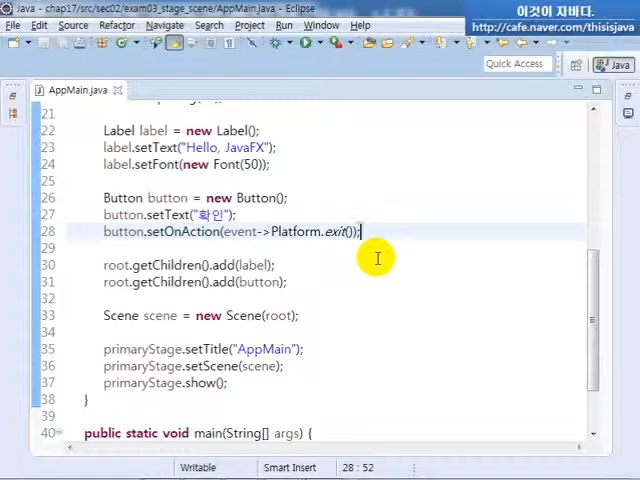 Java - chap17/src/sec02/exam03_stage_scene/AppMain.java - Eclipse
이것이 자바다.
http://cafe.naver.com/thisisjava
File Edit Source Refactor Navigate Search Project Run Window Help
Quick Access
Java
AppMain.java
21
22 Label label = new Label();
23 label.setText("Hello, JavaFX");
24 label.setFont(new Font(50));
25
26 Button button = new Button();
27 button.setText("확인");
28 button.setOnAction(event->Platform.exit());
29
30 root.getChildren().add(label);
31 root.getChildren().add(button);
32
33 Scene scene = new Scene(root);
34
35 primaryStage.setTitle("AppMain");
36 primaryStage.setScene(scene);
37 primaryStage.show();
38 }
39
40 public static void main(String[] args) {
Writable Smart Insert 28 : 52